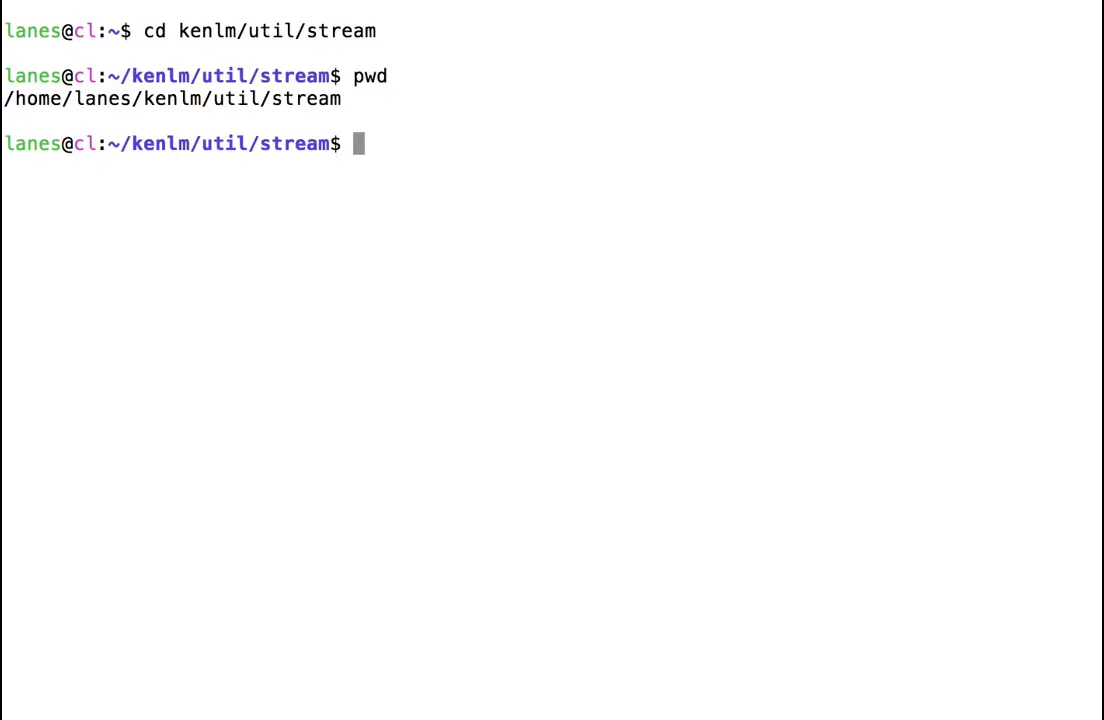 lanes@cl:~$ cd kenlm/util/stream
lanes@cl:~/kenlm/util/stream$ pwd
/home/lanes/kenlm/util/stream
lanes@cl:~/kenlm/util/stream$